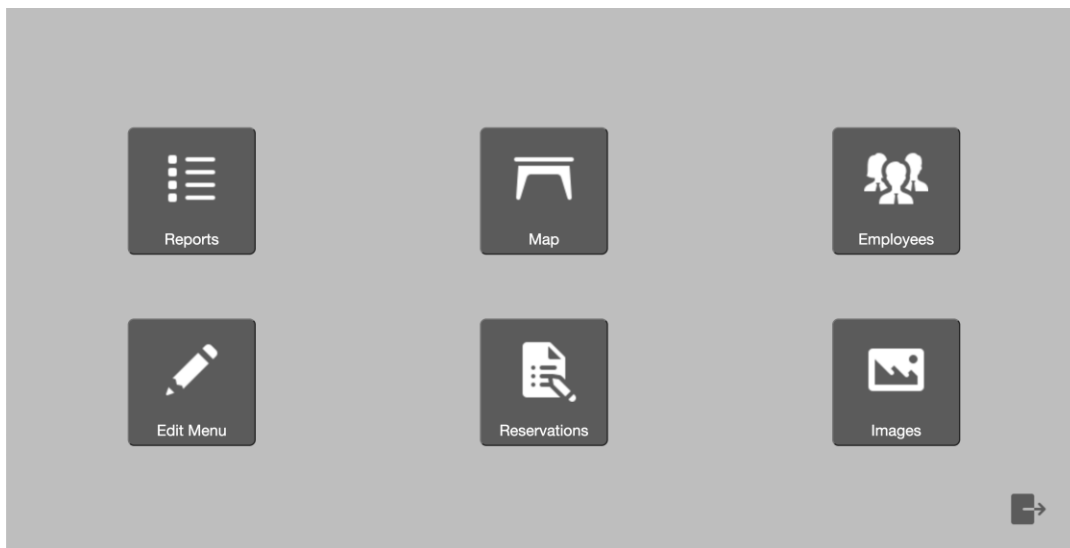 Reports
Map
Employees
Edit Menu
Reservations
Images